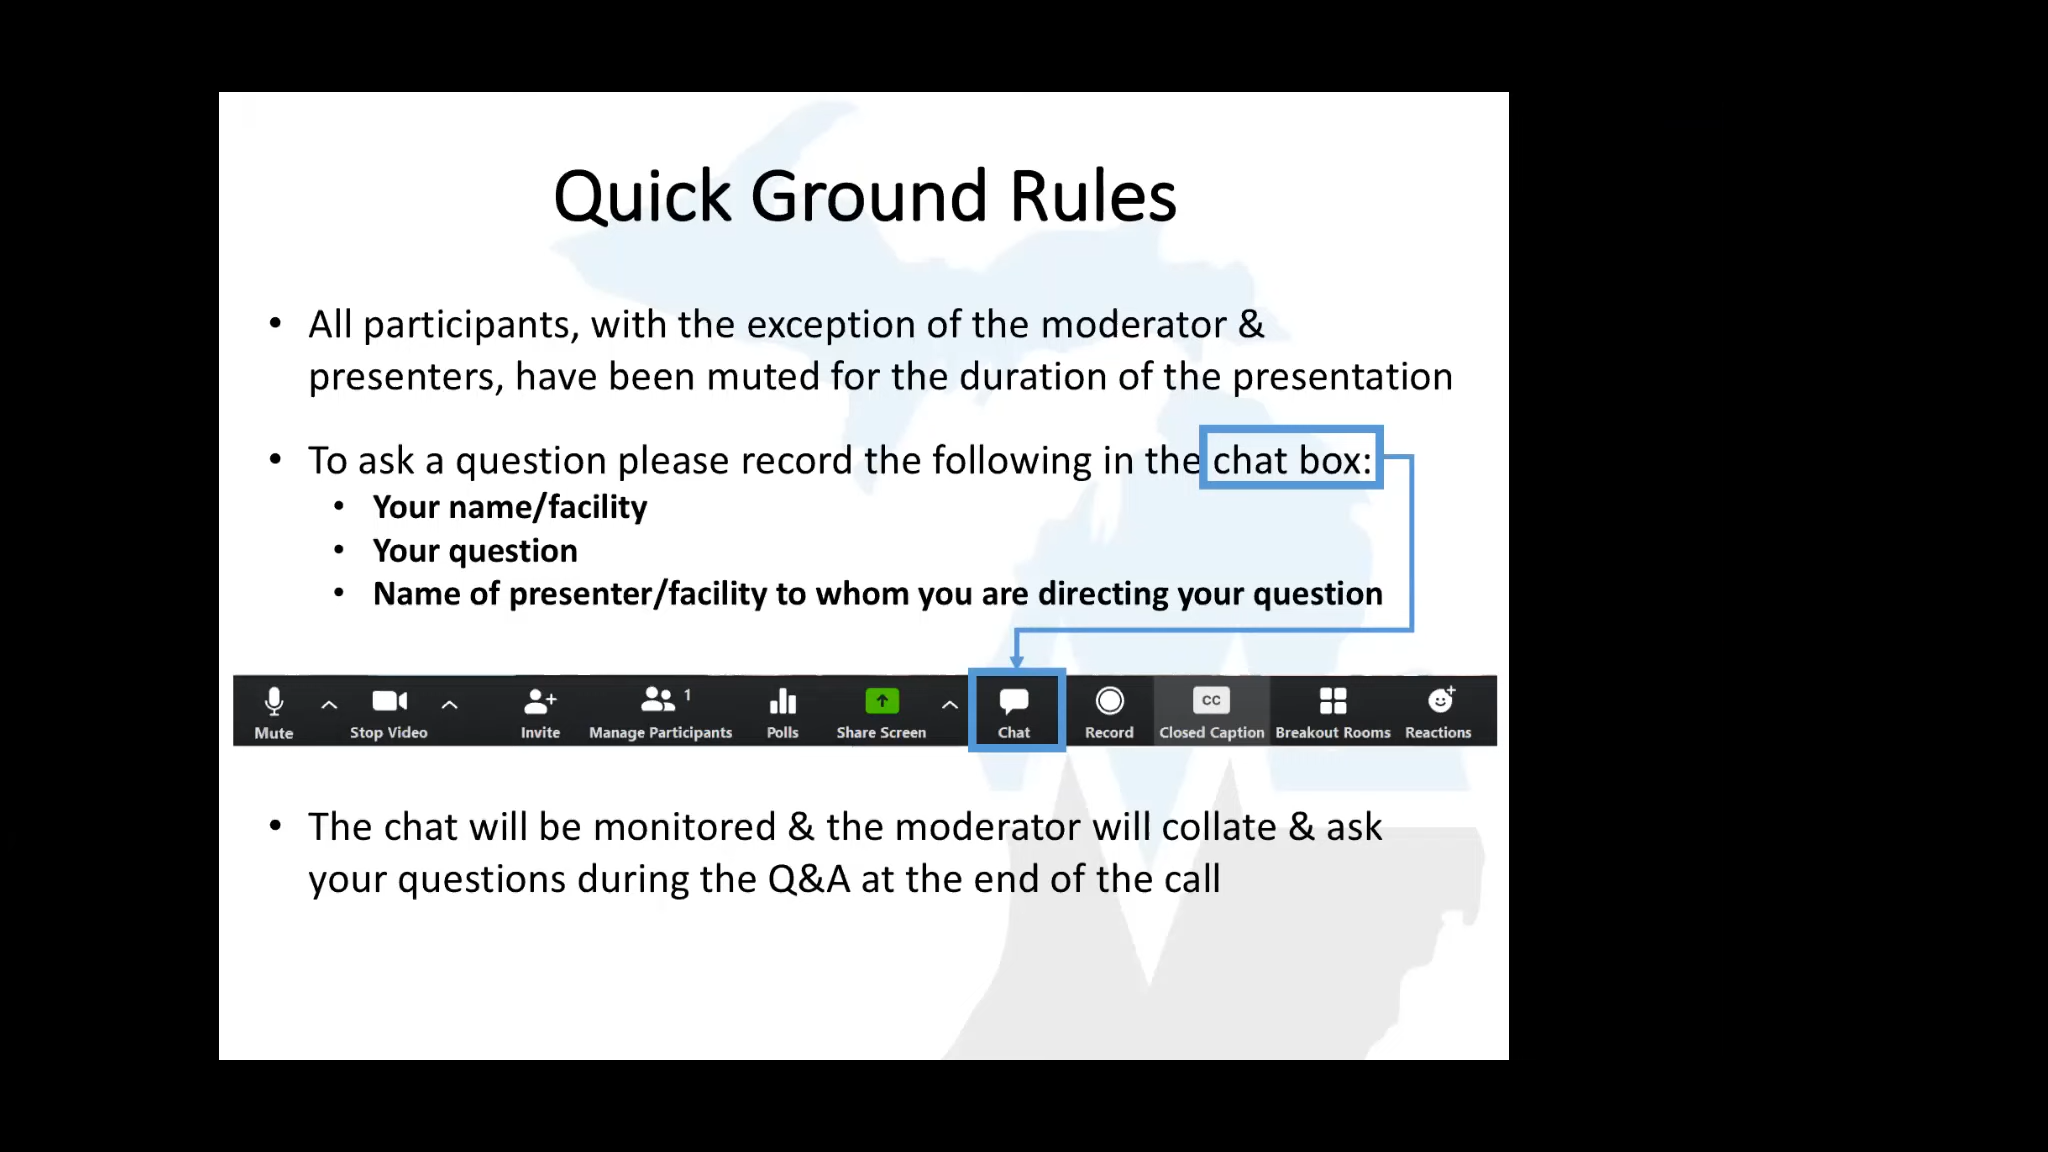 Quick Ground Rules
• All participants, with the exception of the moderator &
presenters, have been muted for the duration of the presentation
• To ask a question please record the following in the chat box:
• Your name/facility
• Your question
• Name of presenter/facility to whom you are directing your question
1
CC
Mute Stop Video Invite Manage Participants Polls Share Screen Chat Record Closed Caption Breakout Rooms Reactions
• The chat will be monitored & the moderator will collate & ask
your questions during the Q&A at the end of the call